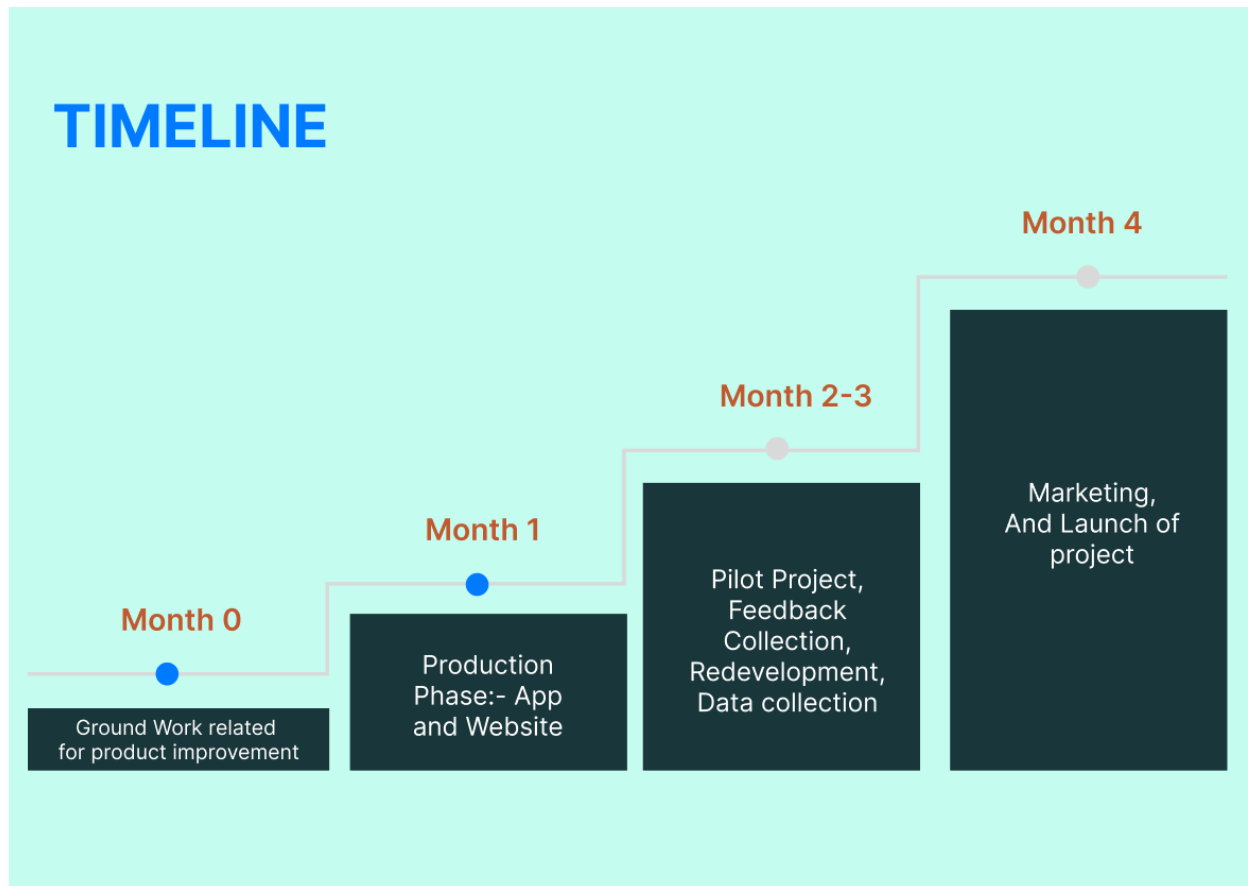 TIMELINE
Month 0
Ground Work related
for product improvement
Month 1
Production
Phase:- App
and Website
Month 2-3
Pilot Project,
Feedback
Collection,
Redevelopment,
Data collection
Month 4
Marketing,
And Launch of
project